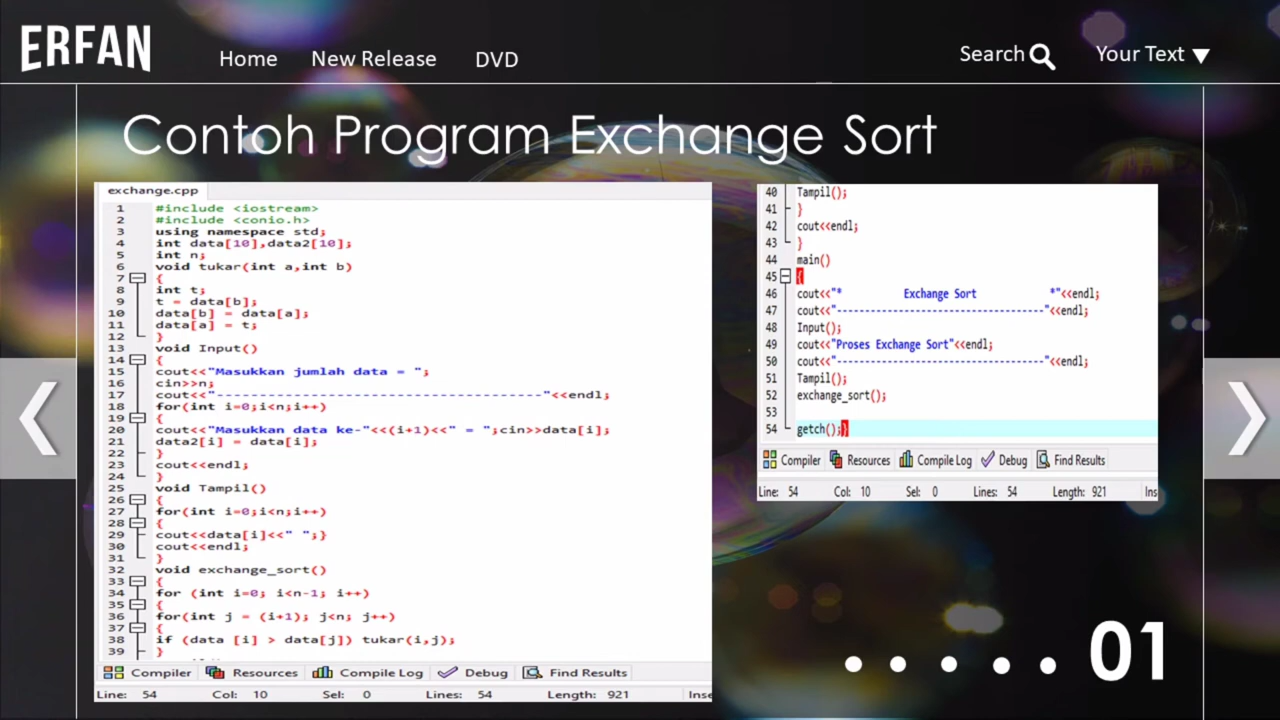 ERFAN
Home New Release DVD
Search Your Text
Contoh Program Exchange Sort
exchange.cpp
1 #include <iostream>
2 #include <conio.h>
3 using namespace std;
4 int data[10],data2[10];
5 int n;
6 void tukar(int a,int b)
7 {
8 int t;
9 t = data[b];
10 data[b] = data[a];
11 data[a] = t;
12 }
13 void Input()
14 {
15 cout<<"Masukkan jumlah data = ";
16 cin>>n;
17 cout<<"--------------------------------------"<<endl;
18 for(int i=0;i<n;i++)
19 {
20 cout<<"Masukkan data ke-"<<(i+1)<<" = ";cin>>data[i];
21 data2[i] = data[i];
22 }
23 cout<<endl;
24 }
25 void Tampil()
26 {
27 for(int i=0;i<n;i++)
28 {
29 cout<<data[i]<<" ";}
30 cout<<endl;
31 }
32 void exchange_sort()
33 {
34 for (int i=0; i<n-1; i++)
35 {
36 for(int j = (i+1); j<n; j++)
37 {
38 if (data [i] > data[j]) tukar(i,j);
39 }
Compiler Resources Compile Log Debug Find Results
Line: 54 Col: 10 Sel: 0 Lines: 54 Length: 921 Inse
40 Tampil();
41 }
42 cout<<endl;
43 }
44 main()
45 {
46 cout<<"* Exchange Sort *"<<endl;
47 cout<<"-----------------------------------"<<endl;
48 Input();
49 cout<<"Proses Exchange Sort"<<endl;
50 cout<<"-----------------------------------"<<endl;
51 Tampil();
52 exchange_sort();
53
54 getch();}
Compiler Resources Compile Log Debug Find Results
Line: 54 Col: 10 Sel: 0 Lines: 54 Length: 921 Ins
01